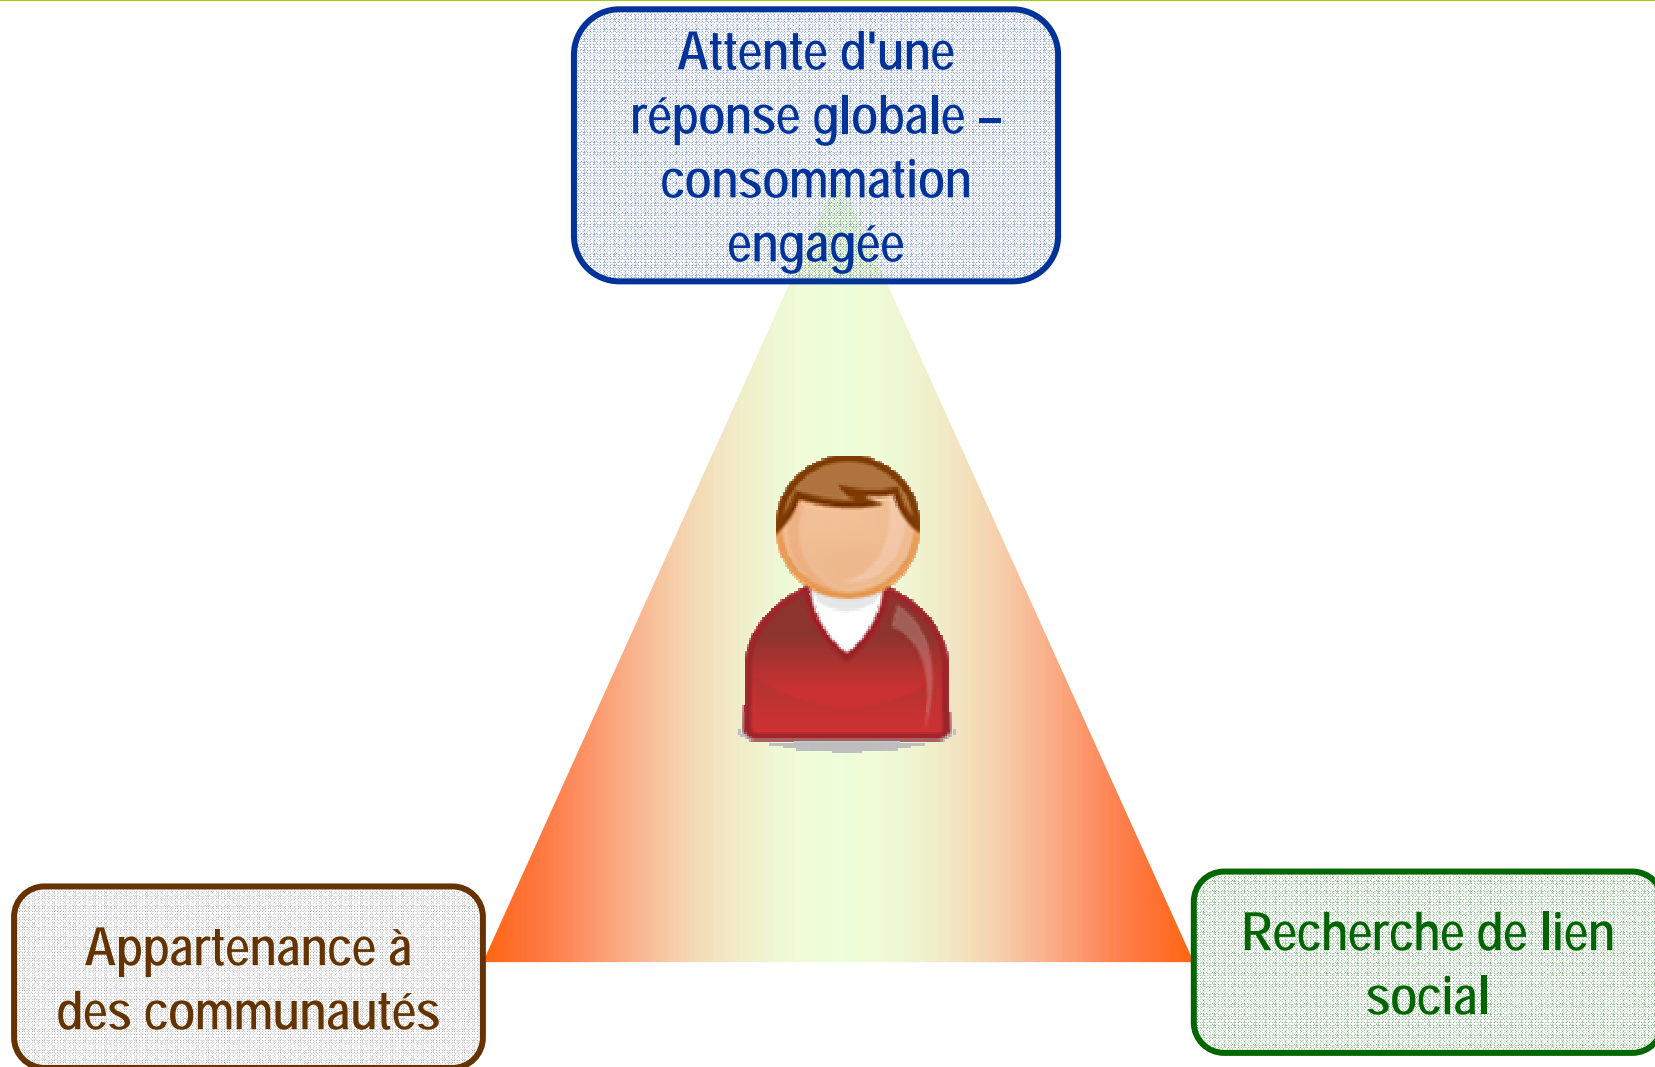 Attente d'une
réponse globale –
consommation
engagée
Appartenance à
des communautés
Recherche de lien
social